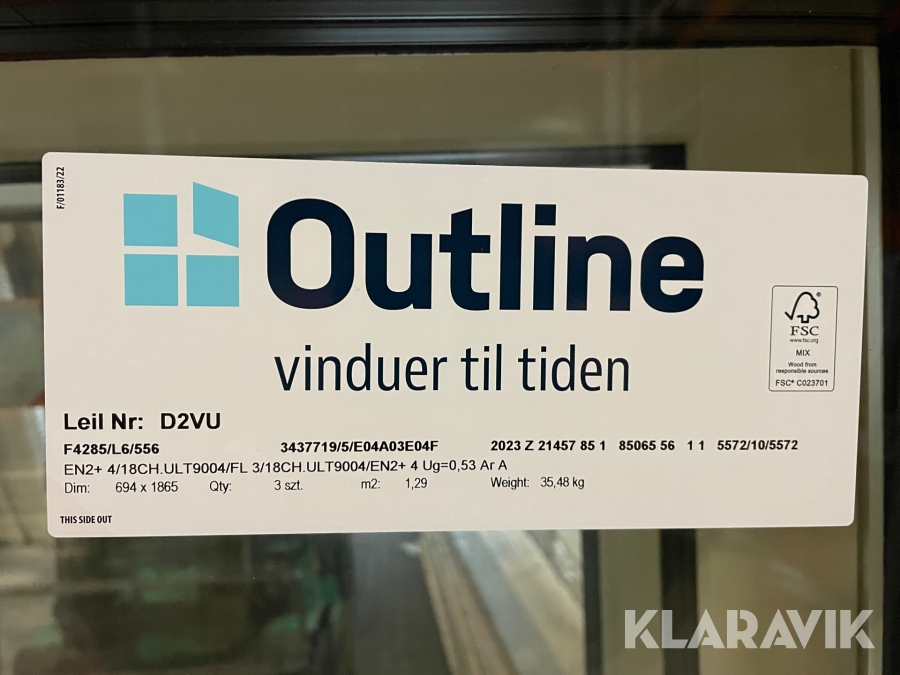 F/01183/22
Outline
vinduer til tiden
FSC
www.fsc.org
MIX
Wood from
responsible sources
FSC® C023701
Leil Nr: D2VU
F4285/L6/556 3437719/5/E04A03E04F 2023 Z 21457 85 1 85065 56 1 1 5572/10/5572
EN2+ 4/18CH.ULT9004/FL 3/18CH.ULT9004/EN2+ 4 Ug=0,53 Ar A
Dim: 694 x 1865 Qty: 3 szt. m2: 1,29 Weight: 35,48 kg
THIS SIDE OUT
KLARAVIK